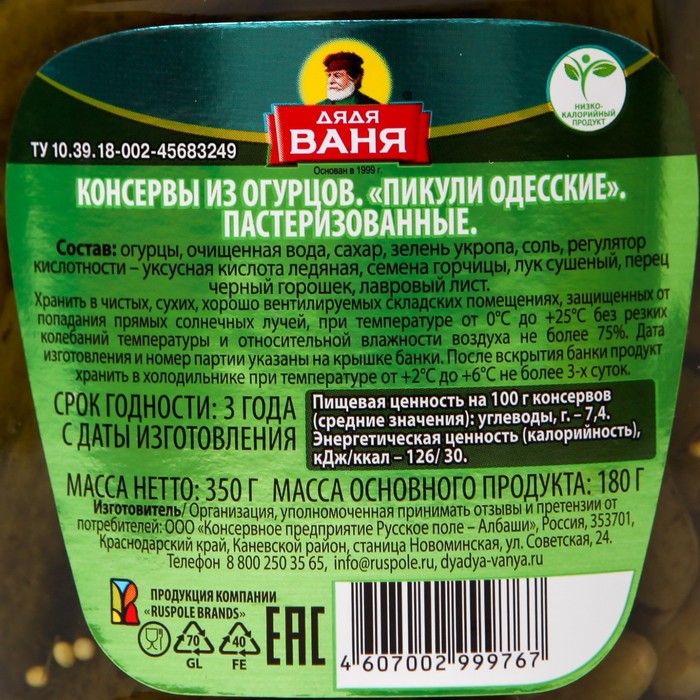 ДЯДЯ
ВАНЯ
Основан в 1999 г.
НИЗКО-
КАЛОРИЙНЫЙ
ПРОДУКТ
ТУ 10.39.18-002-45683249
КОНСЕРВЫ ИЗ ОГУРЦОВ. «ПИКУЛИ ОДЕССКИЕ».
ПАСТЕРИЗОВАННЫЕ.
Состав: огурцы, очищенная вода, сахар, зелень укропа, соль, регулятор
кислотности – уксусная кислота ледяная, семена горчицы, лук сушеный, перец
черный горошек, лавровый лист.
Хранить в чистых, сухих, хорошо вентилируемых складских помещениях, защищенных от
попадания прямых солнечных лучей, при температуре от 0°С до +25°С без резких
колебаний температуры и относительной влажности воздуха не более 75%. Дата
изготовления и номер партии указаны на крышке банки. После вскрытия банки продукт
хранить в холодильнике при температуре от +2°С до +6°С не более 3-х суток.
СРОК ГОДНОСТИ: 3 ГОДА
С ДАТЫ ИЗГОТОВЛЕНИЯ
Пищевая ценность на 100 г консервов
(средние значения): углеводы, г. – 7,4.
Энергетическая ценность (калорийность),
кДж/ккал – 126/ 30.
МАССА НЕТТО: 350 Г МАССА ОСНОВНОГО ПРОДУКТА: 180 Г
Изготовитель/ Организация, уполномоченная принимать отзывы и претензии от
потребителей: ООО «Консервное предприятие Русское поле – Албаши», Россия, 353701,
Краснодарский край, Каневской район, станица Новоминская, ул. Советская, 24.
Телефон 8 800 250 35 65, info@ruspole.ru, dyadya-vanya.ru
ПРОДУКЦИЯ КОМПАНИИ
«RUSPOLE BRANDS»
70
GL
40
FE
ЕАС
4 607002 999767